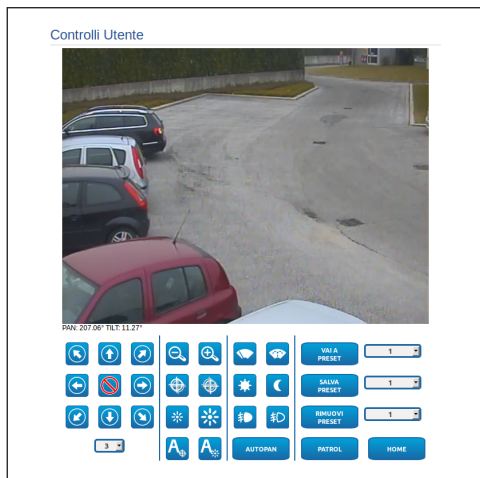 Controlli Utente
PAN: 207.06° TILT: 11.27°
VAI A
PRESET
1
SALVA
PRESET
1
RIMUOVI
PRESET
1
3
A
A
AUTOPAN
PATROL
HOME